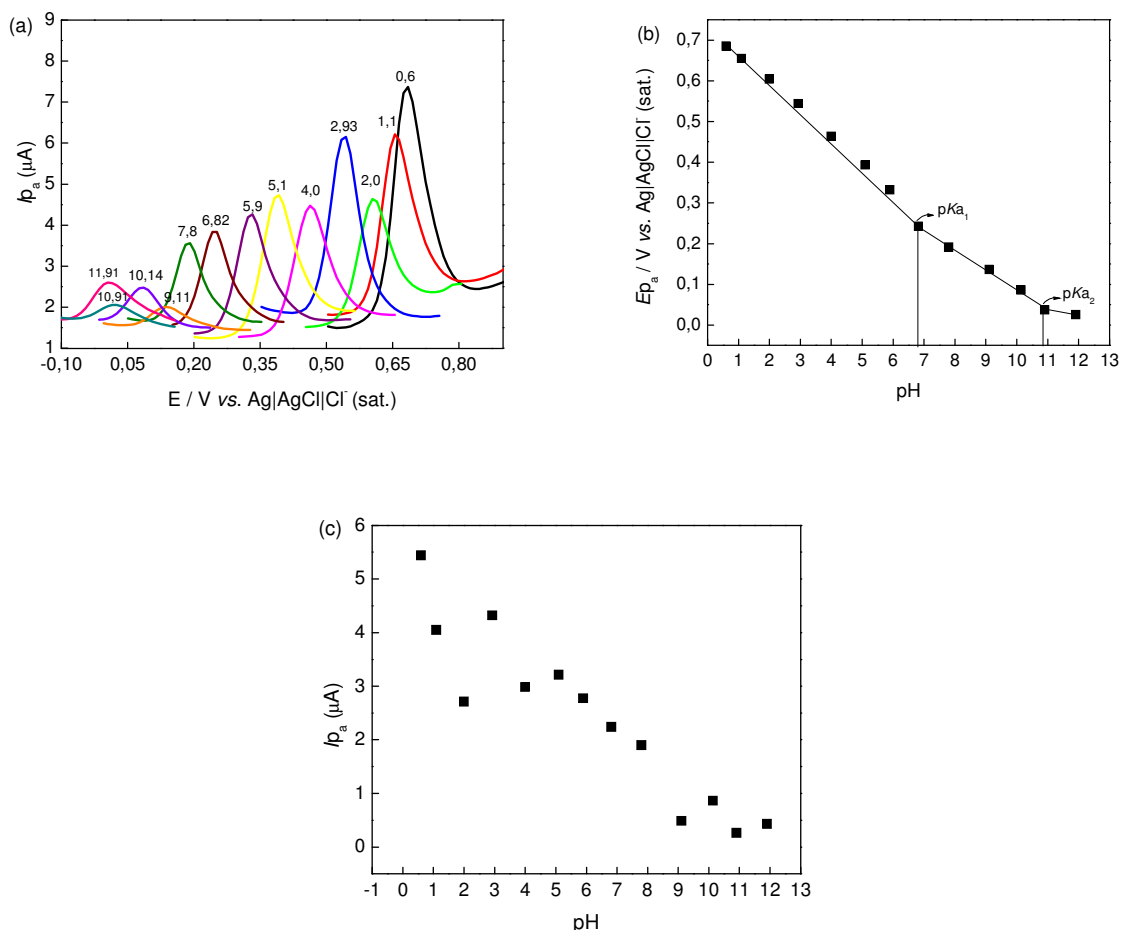 (a)
9
8
7
6
5
4
3
2
1
Ip_a (µA)
0,6
1,1
2,93
2,0
4,0
5,1
5,9
6,82
7,8
11,91
10,14
10,91
9,11
-0,10 0,05 0,20 0,35 0,50 0,65 0,80
E / V vs. Ag|AgCl|Cl⁻ (sat.)
(b)
0,7
0,6
0,5
0,4
0,3
0,2
0,1
0,0
Ep_a / V vs. Ag|AgCl|Cl⁻ (sat.)
pKa₁
pKa₂
0 1 2 3 4 5 6 7 8 9 10 11 12 13
pH
(c)
6
5
4
3
2
1
0
Ip_a (µA)
-1 0 1 2 3 4 5 6 7 8 9 10 11 12 13
pH